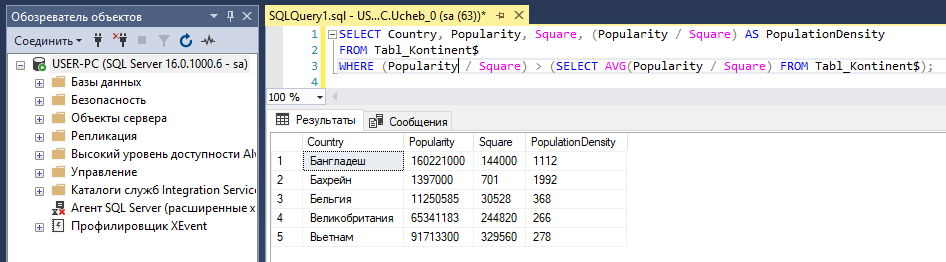 Обозреватель объектов
Соединить
USER-PC (SQL Server 16.0.1000.6 - sa)
Базы данных
Безопасность
Объекты сервера
Репликация
Высокий уровень доступности Alv
Управление
Каталоги служб Integration Service
Агент SQL Server (расширенные х
Профилировщик XEvent
SQLQuery1.sql - US...C.Ucheb_0 (sa (63))*
1 SELECT Country, Popularity, Square, (Popularity / Square) AS PopulationDensity
2 FROM Tabl_Kontinent$
3 WHERE (Popularity / Square) > (SELECT AVG(Popularity / Square) FROM Tabl_Kontinent$);
100 %
Результаты Сообщения
Country Popularity Square PopulationDensity
1 Бангладеш 160221000 144000 1112
2 Бахрейн 1397000 701 1992
3 Бельгия 11250585 30528 368
4 Великобритания 65341183 244820 266
5 Вьетнам 91713300 329560 278